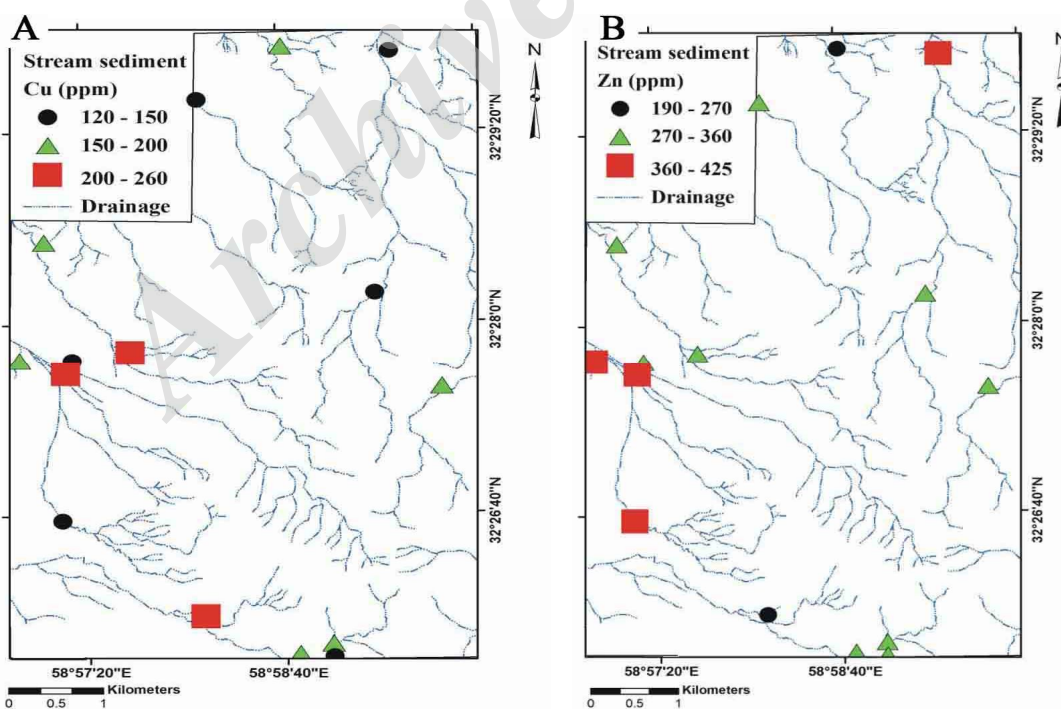 A
Stream sediment
Cu (ppm)
120 - 150
150 - 200
200 - 260
Drainage
N
32°29'20"N
32°28'0"N
32°26'40"N
58°57'20"E
58°58'40"E
Kilometers
0 0.5 1
B
Stream sediment
Zn (ppm)
190 - 270
270 - 360
360 - 425
Drainage
N
32°29'20"N
32°28'0"N
32°26'40"N
58°57'20"E
58°58'40"E
Kilometers
0 0.5 1
Archive